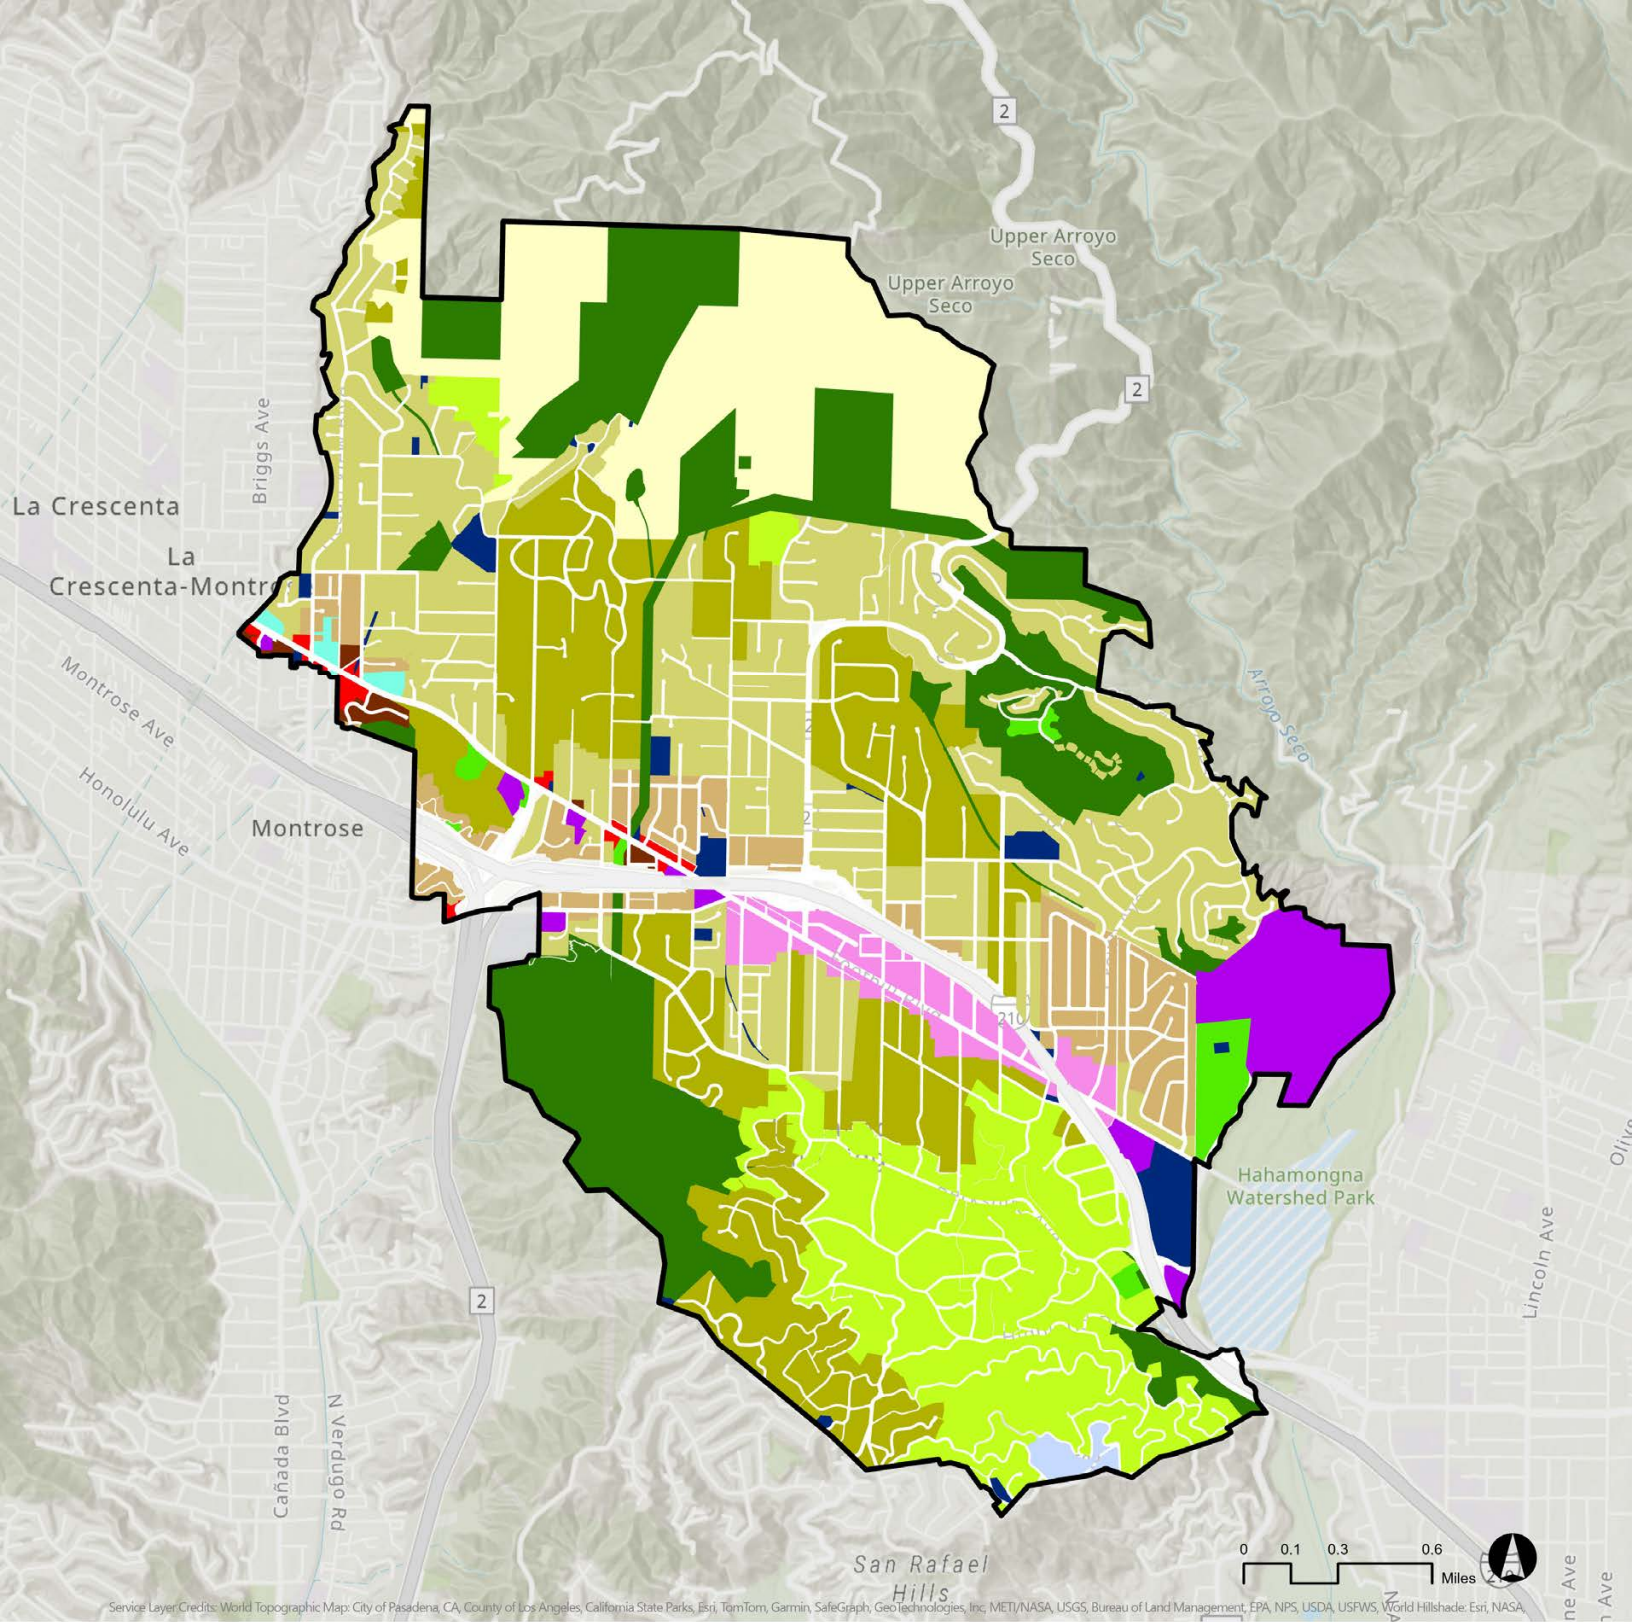 2
Upper Arroyo
Seco
Upper Arroyo
Seco
2
Briggs Ave
La Crescenta
La
Crescenta-Montro
Montrose Ave
Arroyo Seco
Honolulu Ave
Montrose
2
2
Foothill Blvd
210
Hahamongna
Watershed Park
2
Lincoln Ave
Cañada Blvd
N Verdugo Rd
San Rafael
Hills
0 0.1 0.3 0.6
Miles
Service Layer Credits: World Topographic Map: City of Pasadena, CA, County of Los Angeles, California State Parks, Esri, TomTom, Garmin, SafeGraph, GeoTechnologies, Inc, METI/NASA, USGS, Bureau of Land Management, EPA, NPS, USDA, USFWS, World Hillshade: Esri, NASA,